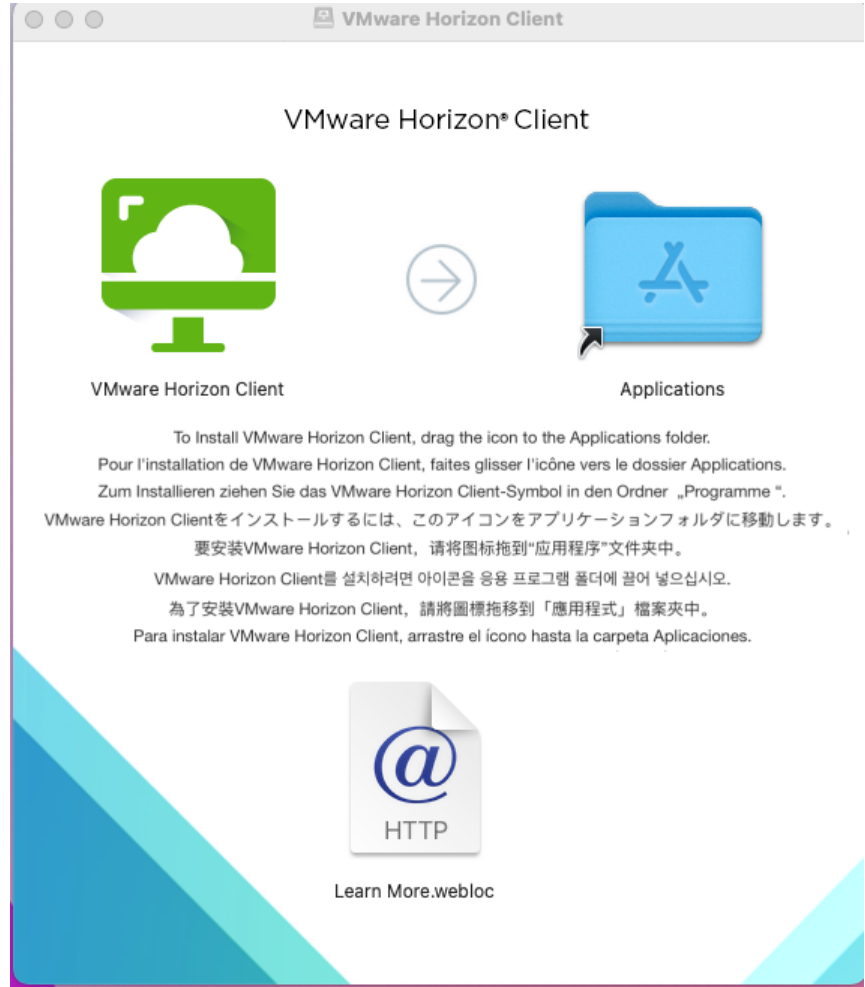 VMware Horizon Client
VMware Horizon® Client
VMware Horizon Client
Applications
To Install VMware Horizon Client, drag the icon to the Applications folder.
Pour l'installation de VMware Horizon Client, faites glisser l'icône vers le dossier Applications.
Zum Installieren ziehen Sie das VMware Horizon Client-Symbol in den Ordner „Programme “.
VMware Horizon Clientをインストールするには、このアイコンをアプリケーションフォルダに移動します。
要安装VMware Horizon Client，请将图标拖到“应用程序”文件夹中。
VMware Horizon Client를 설치하려면 아이콘을 응용 프로그램 폴더에 끌어 넣으십시오.
為了安裝VMware Horizon Client，請將圖標拖移到「應用程式」檔案夾中。
Para instalar VMware Horizon Client, arrastre el ícono hasta la carpeta Aplicaciones.
@
HTTP
Learn More.webloc